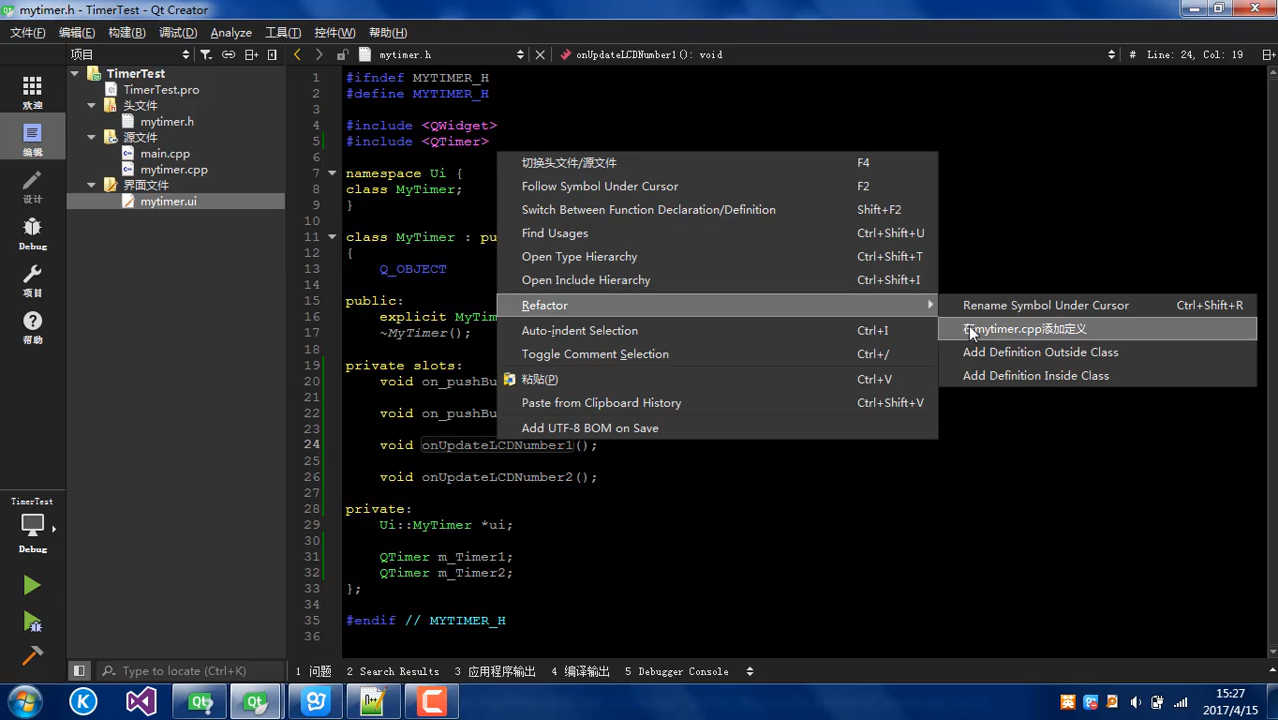 mytimer.h - TimerTest - Qt Creator
文件(F) 编辑(E) 构建(B) 调试(D) Analyze 工具(T) 控件(W) 帮助(H)
项目
mytimer.h
onUpdateLCDNumber1(): void
# Line: 24, Col: 19
欢迎
编辑
设计
Debug
项目
帮助
TimerTest
Debug
TimerTest
TimerTest.pro
头文件
mytimer.h
源文件
main.cpp
mytimer.cpp
界面文件
mytimer.ui
1 #ifndef MYTIMER_H
2 #define MYTIMER_H
3
4 #include <QWidget>
5 #include <QTimer>
6
7 namespace Ui {
8 class MyTimer;
9 }
10
11 class MyTimer : pu
12 {
13 Q_OBJECT
14
15 public:
16 explicit MyTim
17 ~MyTimer();
18
19 private slots:
20 void on_pushBu
21
22 void on_pushBu
23
24 void onUpdateLCDNumber1();
25
26 void onUpdateLCDNumber2();
27
28 private:
29 Ui::MyTimer *ui;
30
31 QTimer m_Timer1;
32 QTimer m_Timer2;
33 };
34
35 #endif // MYTIMER_H
36
切换头文件/源文件 F4
Follow Symbol Under Cursor F2
Switch Between Function Declaration/Definition Shift+F2
Find Usages Ctrl+Shift+U
Open Type Hierarchy Ctrl+Shift+T
Open Include Hierarchy Ctrl+Shift+I
Refactor
Auto-indent Selection Ctrl+I
Toggle Comment Selection Ctrl+/
粘贴(P) Ctrl+V
Paste from Clipboard History Ctrl+Shift+V
Add UTF-8 BOM on Save
Rename Symbol Under Cursor Ctrl+Shift+R
在mytimer.cpp添加定义
Add Definition Outside Class
Add Definition Inside Class
Type to locate (Ctrl+K)
1 问题 2 Search Results 3 应用程序输出 4 编译输出 5 Debugger Console
15:27
2017/4/15